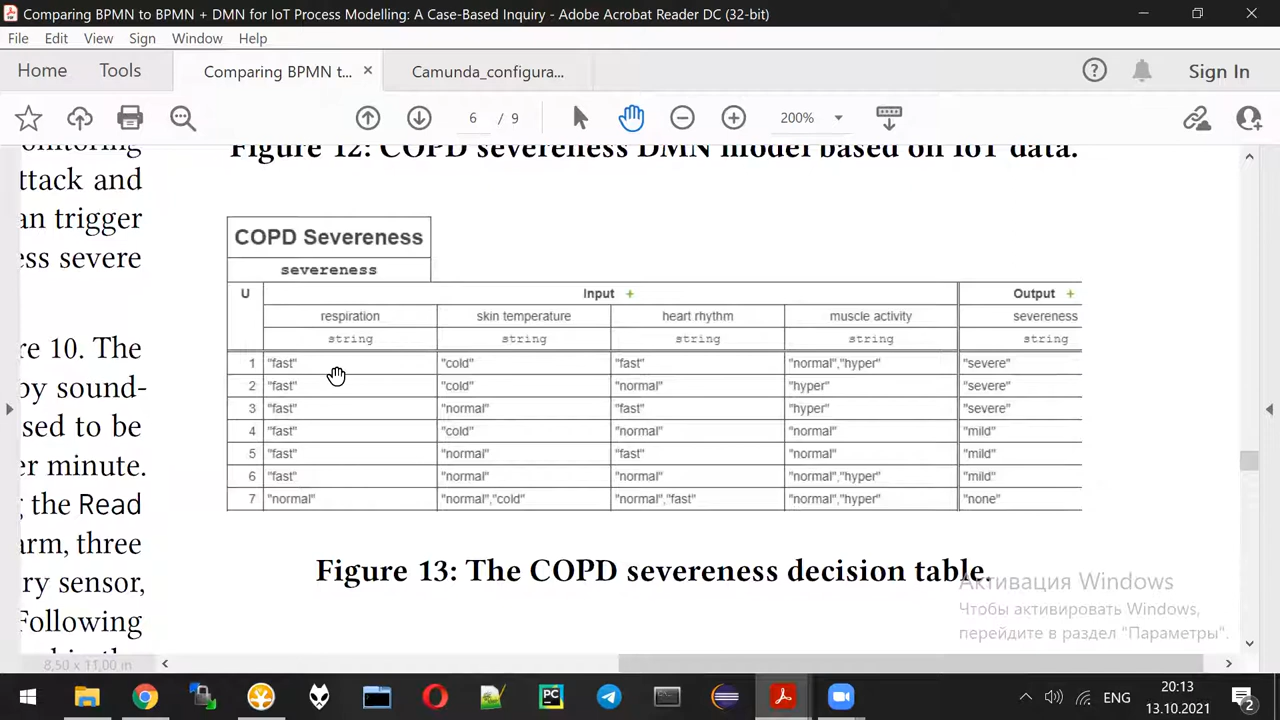 Comparing BPMN to BPMN + DMN for IoT Process Modelling: A Case-Based Inquiry - Adobe Acrobat Reader DC (32-bit)
File Edit View Sign Window Help
Home Tools Comparing BPMN t... × Camunda_configura... Sign In
6 / 9 200%
onitoring
ttack and
an trigger
ess severe
re 10. The
by sound-
sed to be
er minute.
g the Read
arm, three
ry sensor,
Following
Figure 12: COPD severeness DMN model based on IoT data.
COPD Severeness
severeness
U Input + Output +
respiration skin temperature heart rhythm muscle activity severeness
string string string string string
1 "fast" "cold" "fast" "normal","hyper" "severe"
2 "fast" "cold" "normal" "hyper" "severe"
3 "fast" "normal" "fast" "hyper" "severe"
4 "fast" "cold" "normal" "normal" "mild"
5 "fast" "normal" "fast" "normal" "mild"
6 "fast" "normal" "normal" "normal","hyper" "mild"
7 "normal" "normal","cold" "normal","fast" "normal","hyper" "none"
Figure 13: The COPD severeness decision table.
Активация Windows
Чтобы активировать Windows,
перейдите в раздел "Параметры".
8,50 x 11,00 in
PC
ENG
20:13
13.10.2021
2